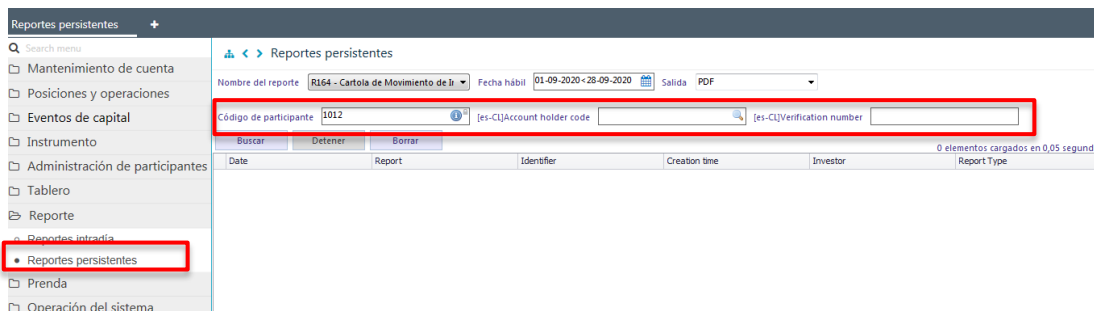 Reportes persistentes +
Search menu
Mantenimiento de cuenta
Posiciones y operaciones
Eventos de capital
Instrumento
Administración de participantes
Tablero
Reporte
Reportes intradía
Reportes persistentes
Prenda
Operación del sistema
Reportes persistentes
Nombre del reporte R164 - Cartola de Movimiento de Ir Fecha hábil 01-09-2020<28-09-2020 Salida PDF
Código de participante 1012 [es-CL]Account holder code [es-CL]Verification number
Buscar Detener Borrar
0 elementos cargados en 0,05 segund
Date Report Identifier Creation time Investor Report Type